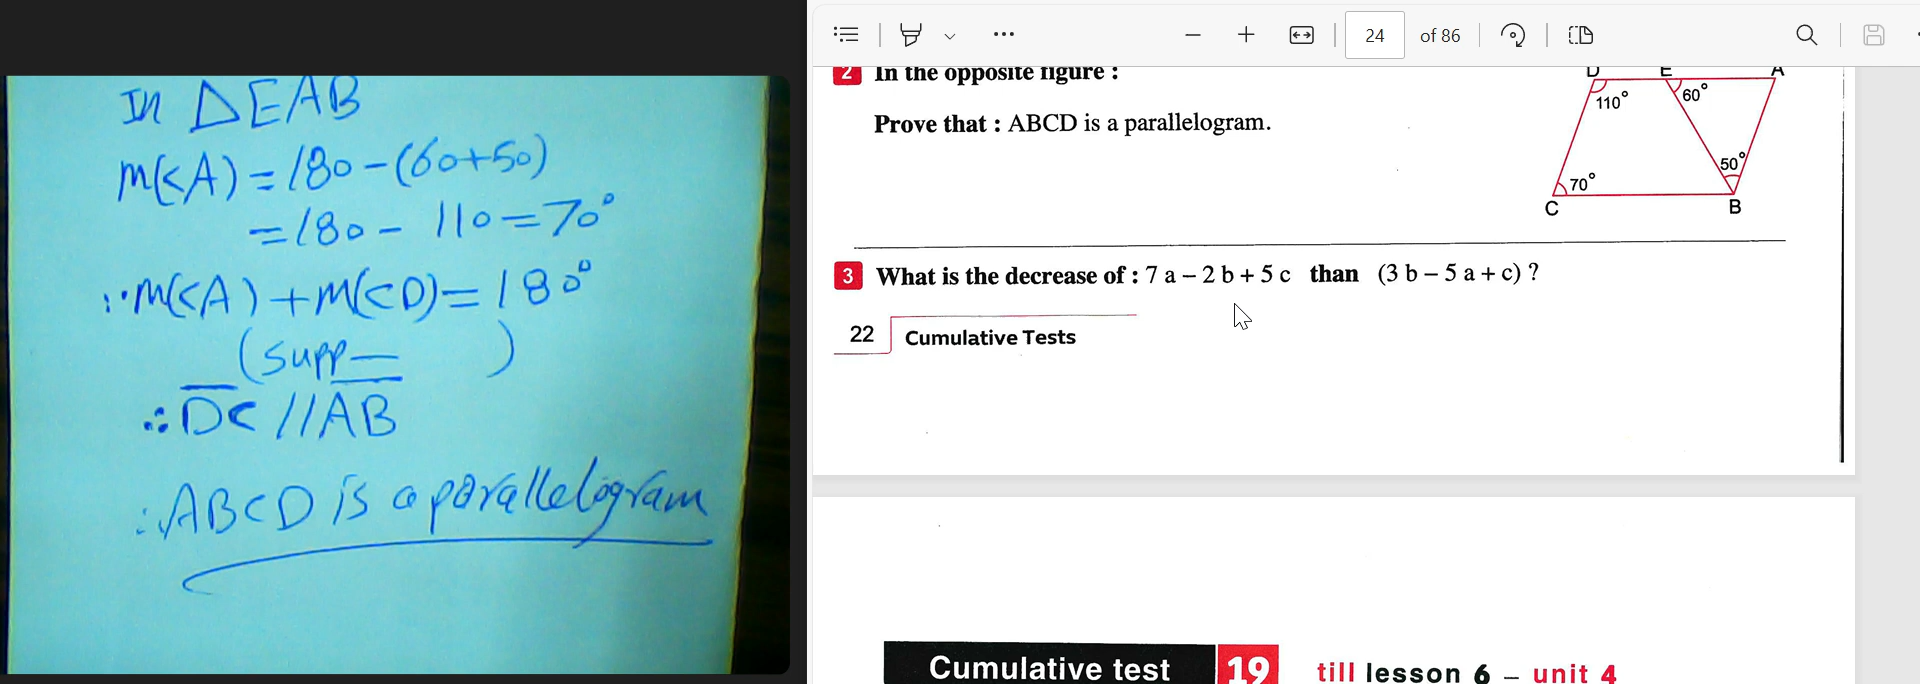 In △EAB
m(<A) = 180 - (60+50)
= 180 - 110 = 70°
∵ m(<A) + m(<D) = 180°
(supp )
∴ DC // AB
∴ ABCD is a parallelogram
24 of 86
2 In the opposite figure :
Prove that : ABCD is a parallelogram.
D E A
110° 60°
50°
70°
C B
3 What is the decrease of : 7 a – 2 b + 5 c than (3 b – 5 a + c) ?
22 Cumulative Tests
Cumulative test 19 till lesson 6 – unit 4